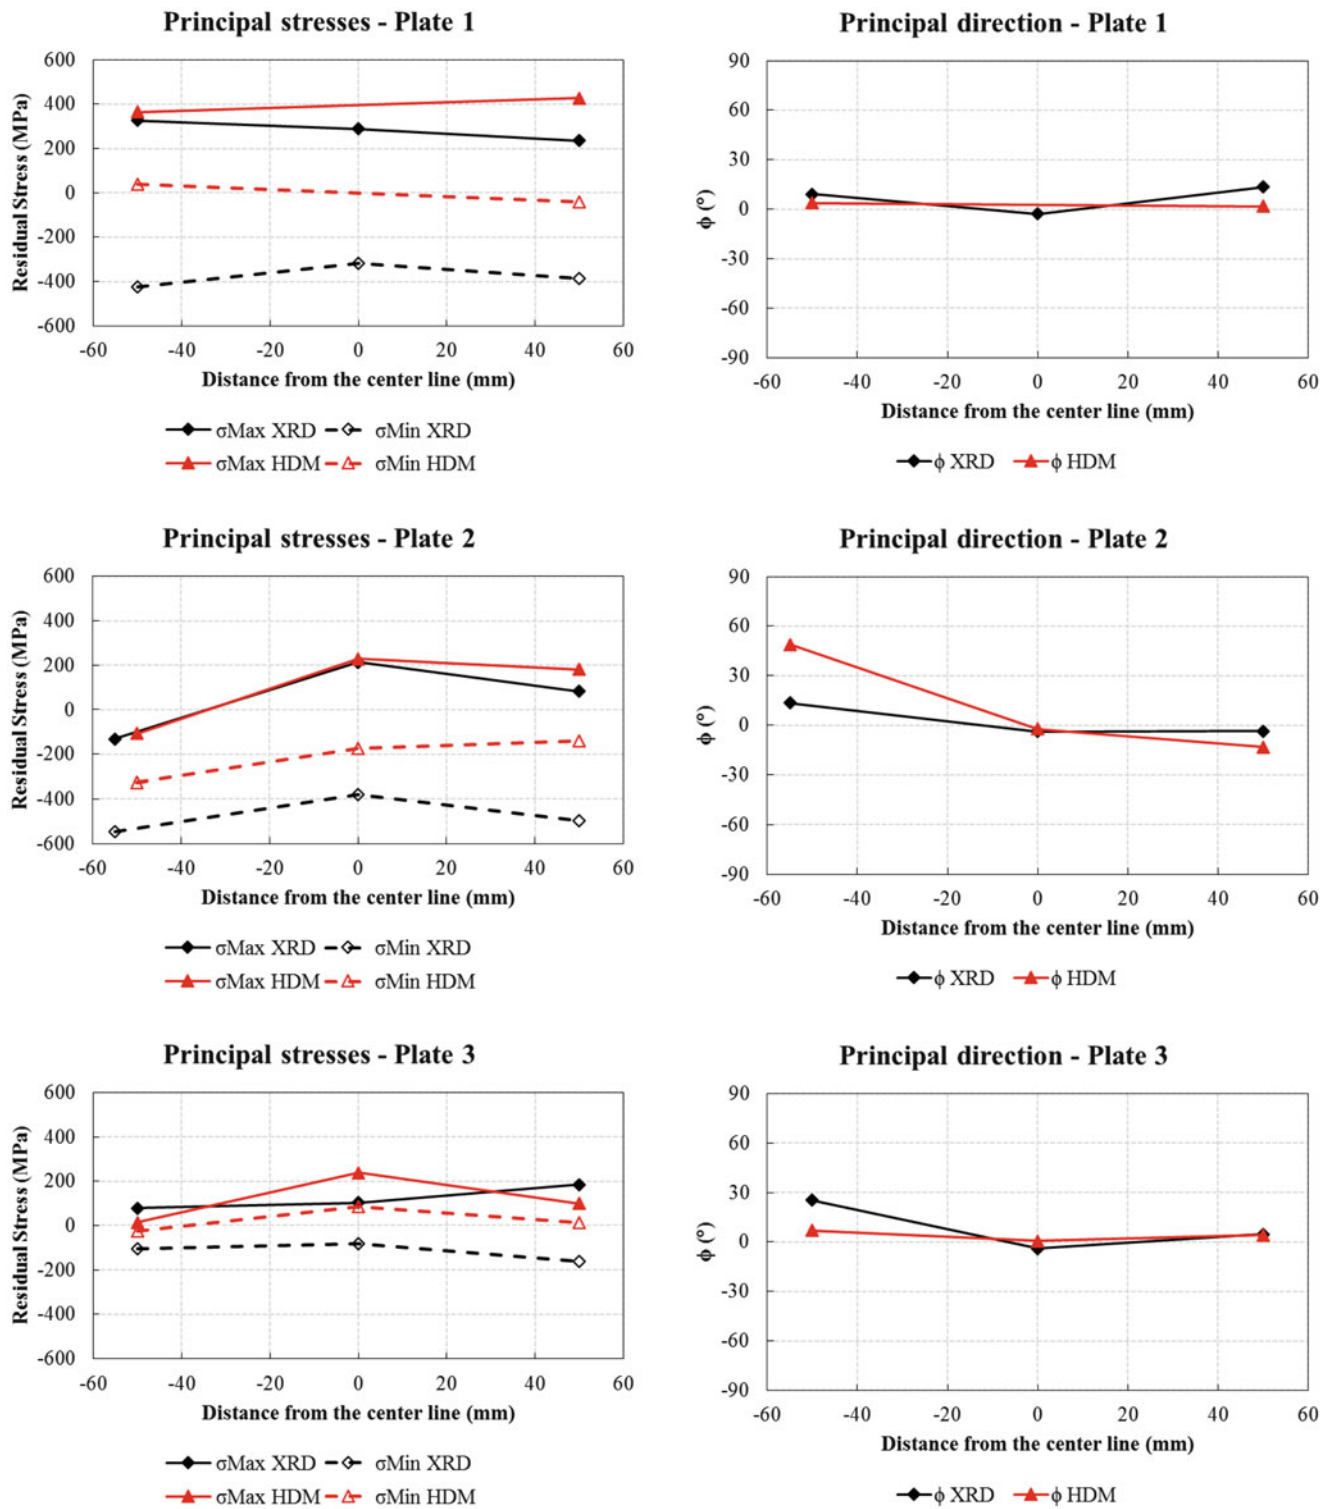 Principal stresses - Plate 1
Residual Stress (MPa)
600
400
200
0
-200
-400
-600
-60 -40 -20 0 20 40 60
Distance from the center line (mm)
σMax XRD σMin XRD
σMax HDM σMin HDM
Principal direction - Plate 1
ϕ (°)
90
60
30
0
-30
-60
-90
-60 -40 -20 0 20 40 60
Distance from the center line (mm)
ϕ XRD ϕ HDM
Principal stresses - Plate 2
Residual Stress (MPa)
600
400
200
0
-200
-400
-600
-60 -40 -20 0 20 40 60
Distance from the center line (mm)
σMax XRD σMin XRD
σMax HDM σMin HDM
Principal direction - Plate 2
ϕ (°)
90
60
30
0
-30
-60
-90
-60 -40 -20 0 20 40 60
Distance from the center line (mm)
ϕ XRD ϕ HDM
Principal stresses - Plate 3
Residual Stress (MPa)
600
400
200
0
-200
-400
-600
-60 -40 -20 0 20 40 60
Distance from the center line (mm)
σMax XRD σMin XRD
σMax HDM σMin HDM
Principal direction - Plate 3
ϕ (°)
90
60
30
0
-30
-60
-90
-60 -40 -20 0 20 40 60
Distance from the center line (mm)
ϕ XRD ϕ HDM